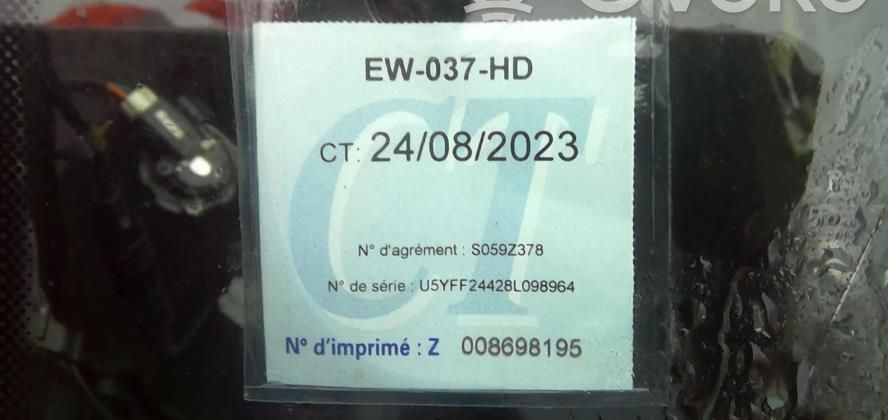 EW-037-HD
CT: 24/08/2023
N° d'agrément : S059Z378
N° de série : U5YFF24428L098964
N° d'imprimé : Z 008698195